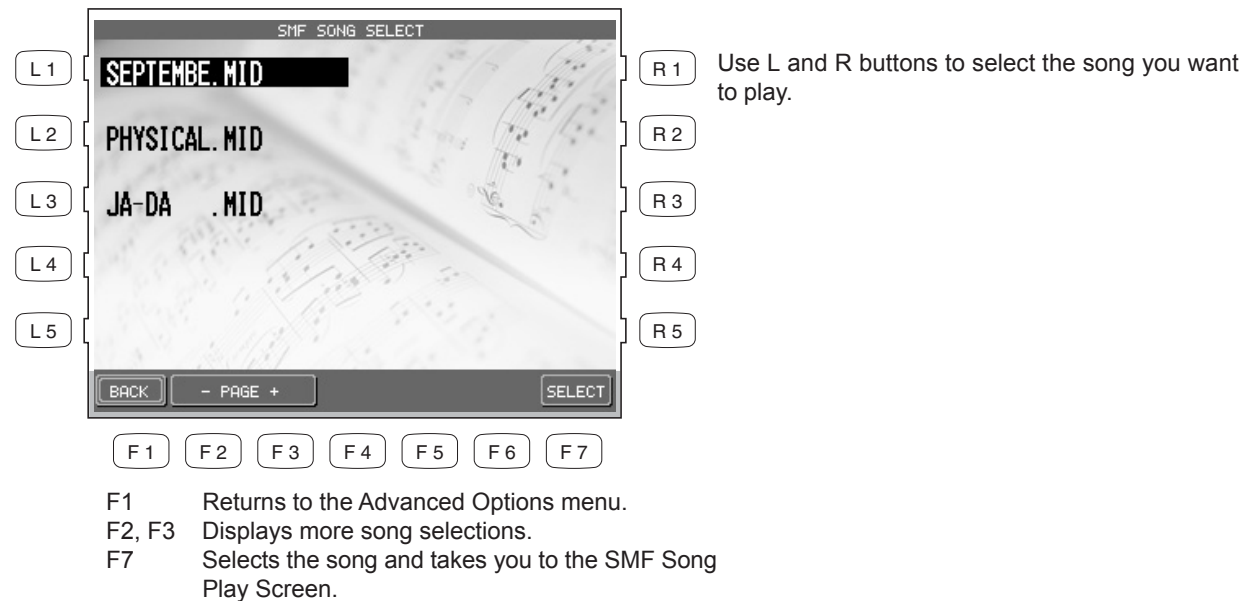 SMF SONG SELECT
L 1
SEPTEMBE.MID
R 1
Use L and R buttons to select the song you want
to play.
L 2
PHYSICAL.MID
R 2
L 3
JA-DA   .MID
R 3
L 4
R 4
L 5
R 5
BACK
- PAGE +
SELECT
F 1
F 2
F 3
F 4
F 5
F 6
F 7
F1 Returns to the Advanced Options menu.
F2, F3 Displays more song selections.
F7 Selects the song and takes you to the SMF Song
Play Screen.